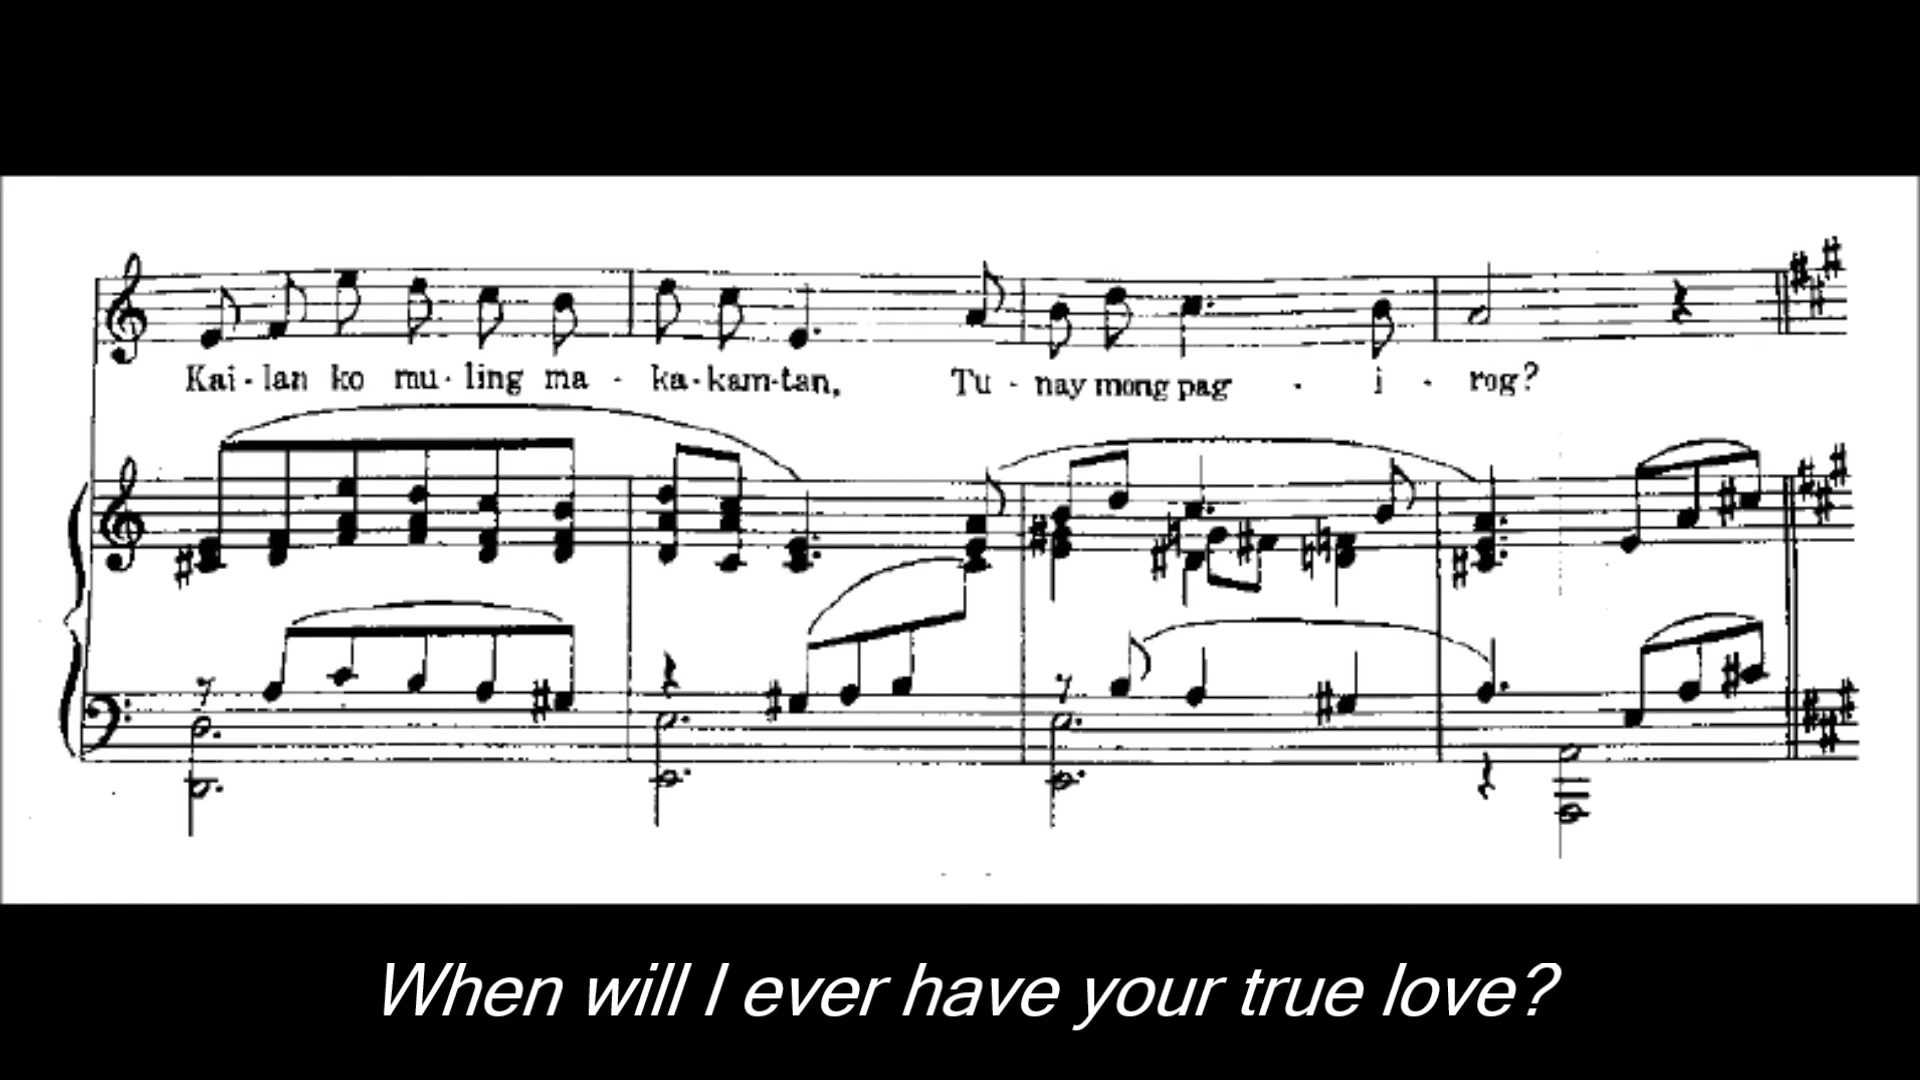 Kai - lan ko mu - ling ma - ka - kam - tan, Tu - nay mong pag - i - rog?
When will I ever have your true love?